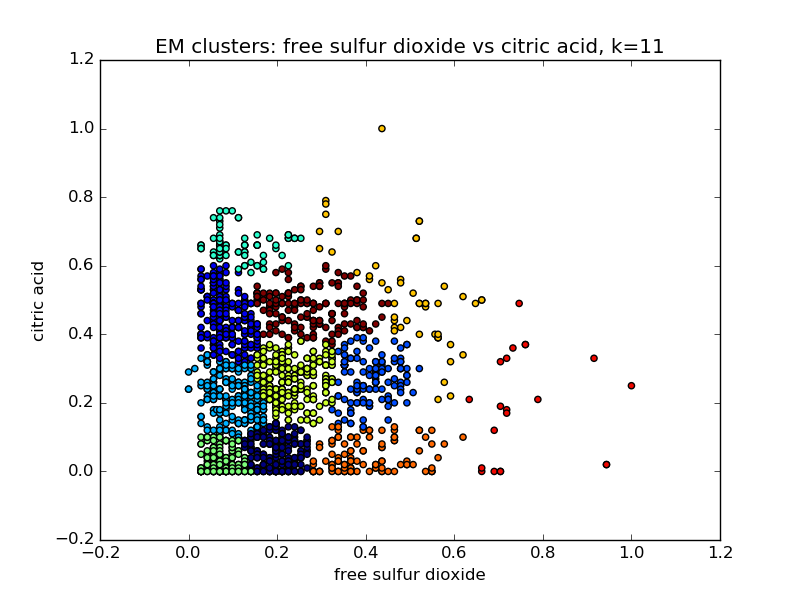 EM clusters: free sulfur dioxide vs citric acid, k=11
1.2
1.0
0.8
0.6
0.4
0.2
0.0
−0.2
citric acid
−0.2 0.0 0.2 0.4 0.6 0.8 1.0 1.2
free sulfur dioxide